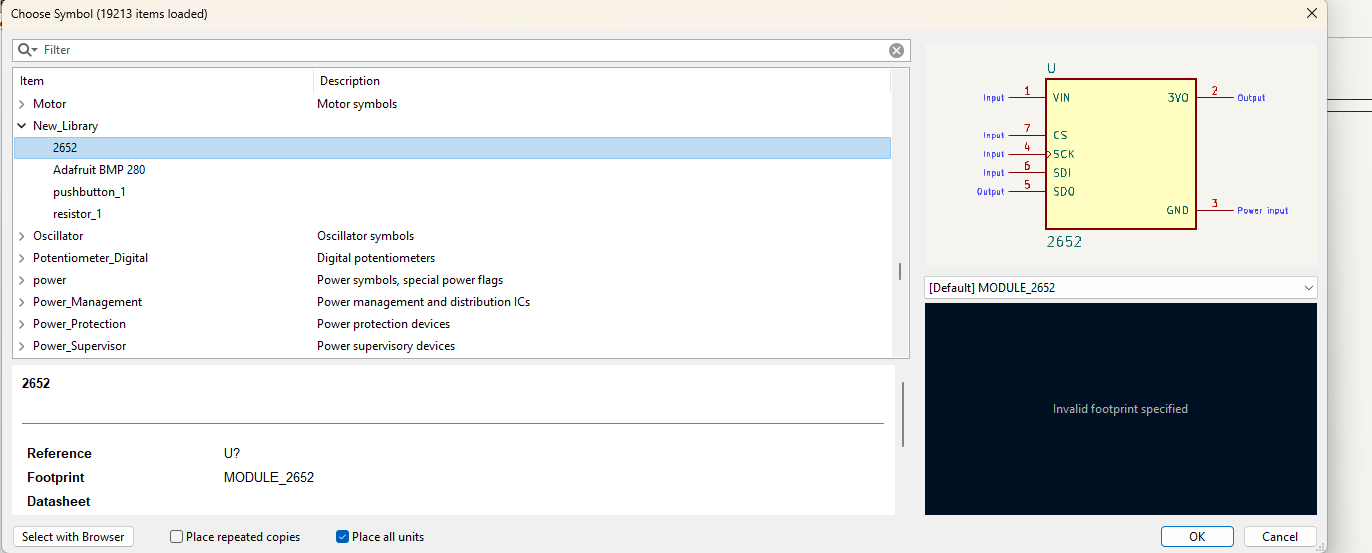 Choose Symbol (19213 items loaded)
Filter
Item Description
Motor Motor symbols
New_Library
2652
Adafruit BMP 280
pushbutton_1
resistor_1
Oscillator Oscillator symbols
Potentiometer_Digital Digital potentiometers
power Power symbols, special power flags
Power_Management Power management and distribution ICs
Power_Protection Power protection devices
Power_Supervisor Power supervisory devices
2652
Reference U?
Footprint MODULE_2652
Datasheet
Select with Browser Place repeated copies Place all units
U
Input 1 VIN 3VO 2 Output
Input 7 CS
Input 4 SCK
Input 6 SDI
Output 5 SDO
GND 3 Power input
2652
[Default] MODULE_2652
Invalid footprint specified
OK Cancel